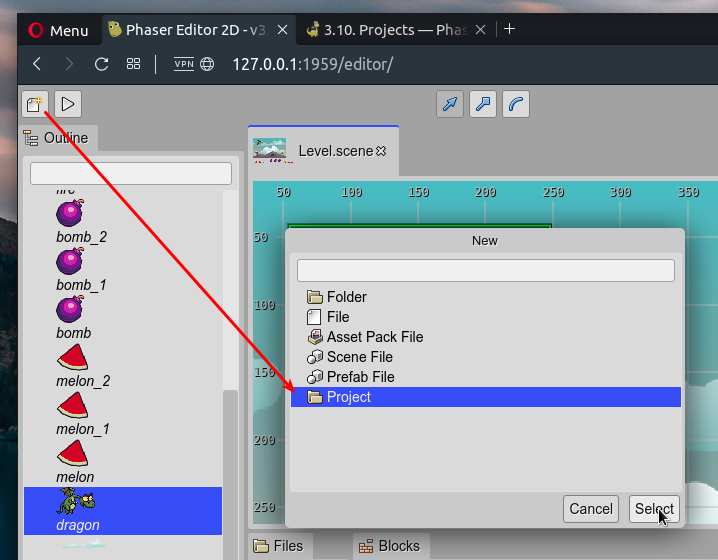 Menu
Phaser Editor 2D - v3.
3.10. Projects — Phas
VPN
127.0.0.1:1959/editor/
Outline
Level.scene
50 100 150 200 250 300 350
50
100
150
200
250
fire
bomb_2
bomb_1
bomb
melon_2
melon_1
melon
dragon
New
Folder
File
Asset Pack File
Scene File
Prefab File
Project
Cancel
Select
Files
Blocks